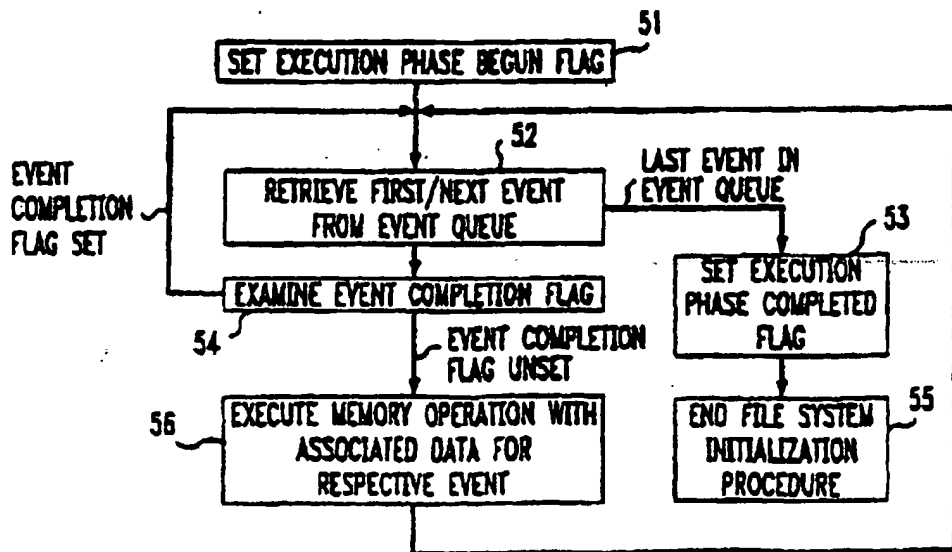 51
SET EXECUTION PHASE BEGUN FLAG
52
EVENT
COMPLETION
FLAG SET
RETRIEVE FIRST/NEXT EVENT
FROM EVENT QUEUE
LAST EVENT IN
EVENT QUEUE
53
SET EXECUTION
PHASE COMPLETED
FLAG
EXAMINE EVENT COMPLETION FLAG
54
EVENT COMPLETION
FLAG UNSET
56
EXECUTE MEMORY OPERATION WITH
ASSOCIATED DATA FOR
RESPECTIVE EVENT
55
END FILE SYSTEM
INITIALIZATION
PROCEDURE